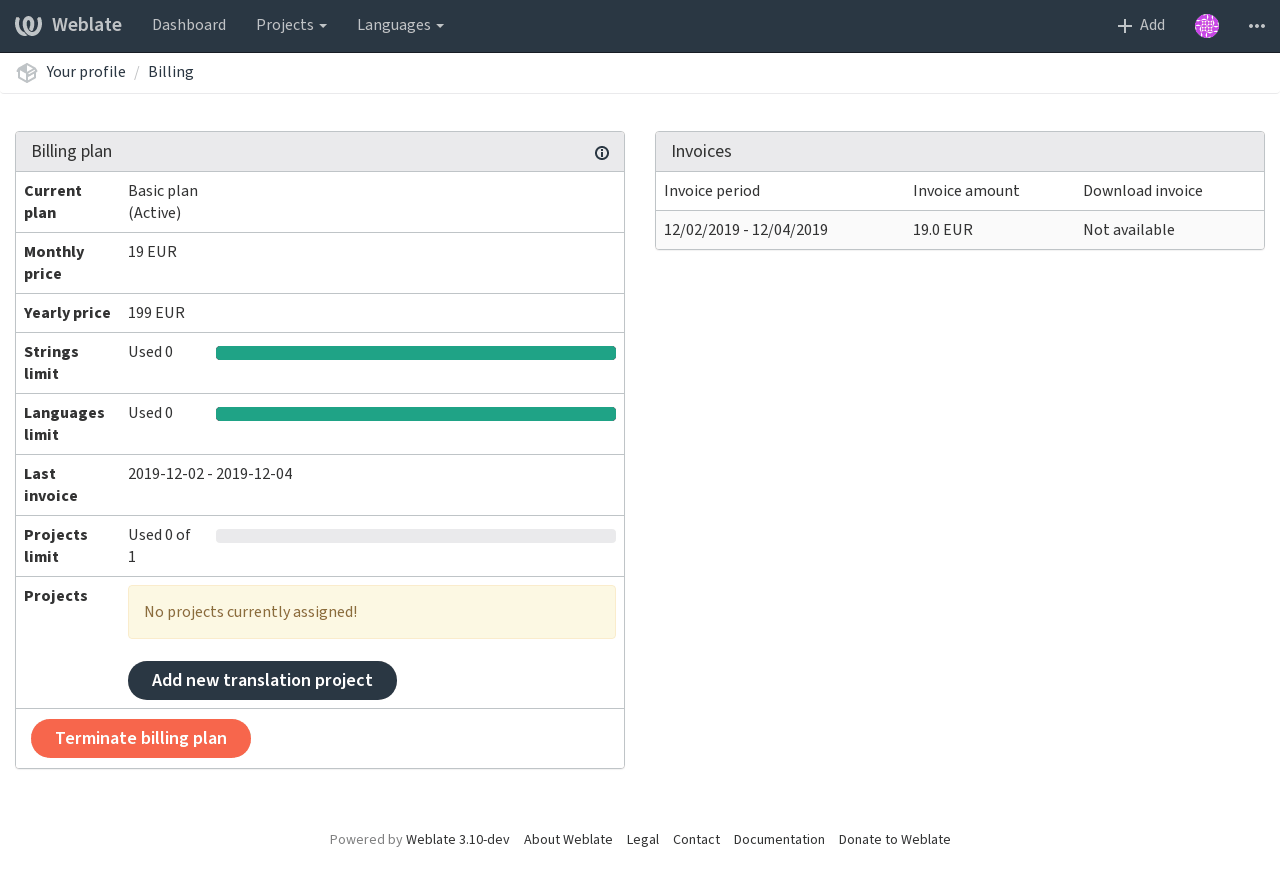 Weblate Dashboard Projects Languages Add
Your profile / Billing
Billing plan
Current plan
Basic plan (Active)
Monthly price
19 EUR
Yearly price
199 EUR
Strings limit
Used 0
Languages limit
Used 0
Last invoice
2019-12-02 - 2019-12-04
Projects limit
Used 0 of 1
Projects
No projects currently assigned!
Add new translation project
Terminate billing plan
Invoices
Invoice period Invoice amount Download invoice
12/02/2019 - 12/04/2019 19.0 EUR Not available
Powered by Weblate 3.10-dev About Weblate Legal Contact Documentation Donate to Weblate